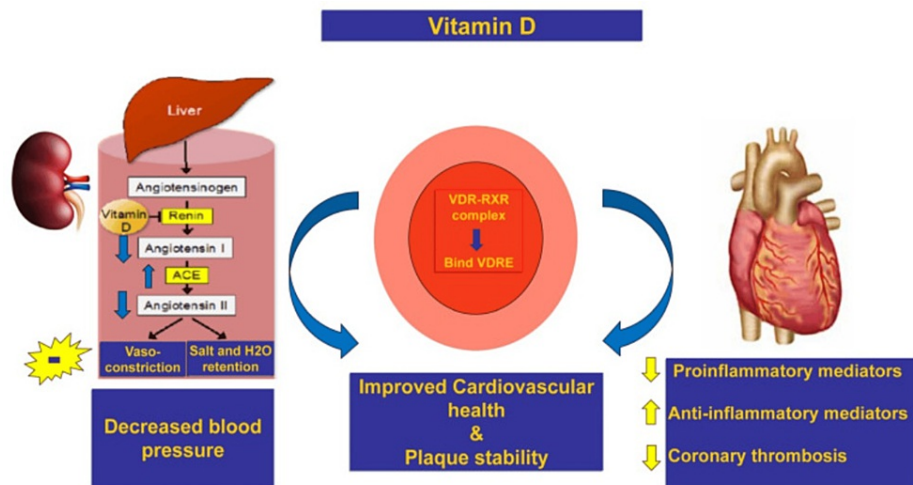 Vitamin D
Liver
Angiotensinogen
Vitamin
D
Renin
Angiotensin I
ACE
Angiotensin II
Vaso-
constriction
Salt and H2O
retention
-
Decreased blood
pressure
VDR-RXR
complex
Bind VDRE
Improved Cardiovascular
health
&
Plaque stability
Proinflammatory mediators
Anti-inflammatory mediators
Coronary thrombosis